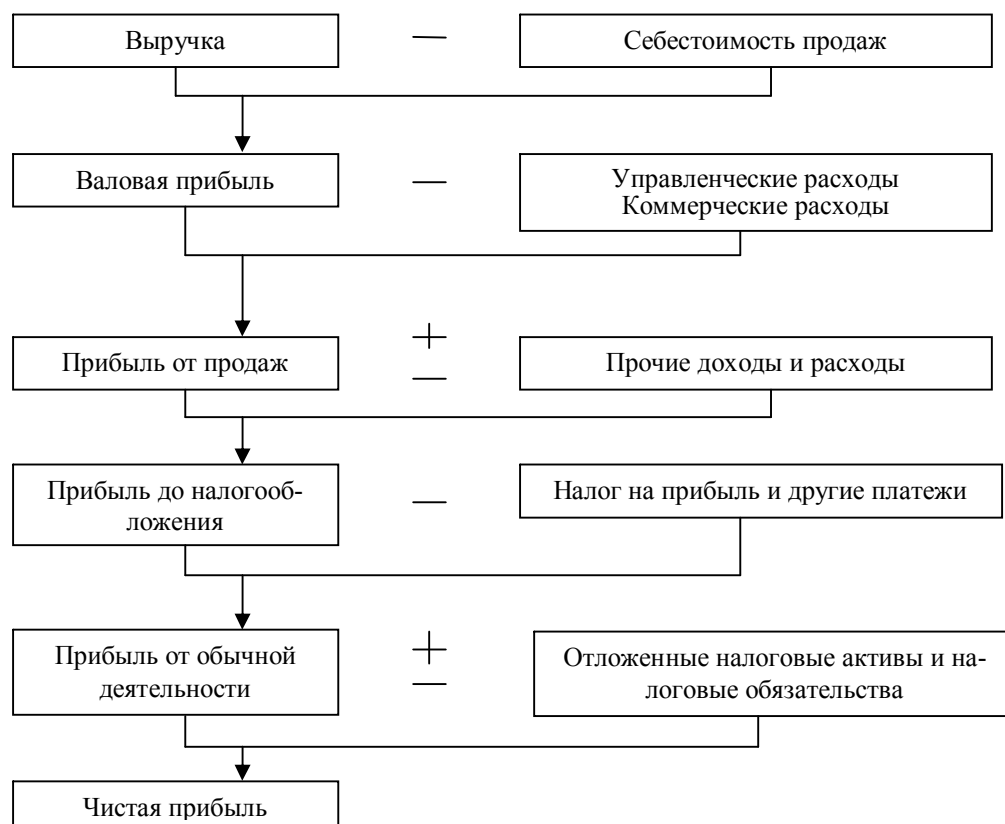 Выручка
—
Себестоимость продаж
Валовая прибыль
—
Управленческие расходы
Коммерческие расходы
Прибыль от продаж
+
—
Прочие доходы и расходы
Прибыль до налогооб-
ложения
—
Налог на прибыль и другие платежи
Прибыль от обычной
деятельности
+
—
Отложенные налоговые активы и на-
логовые обязательства
Чистая прибыль